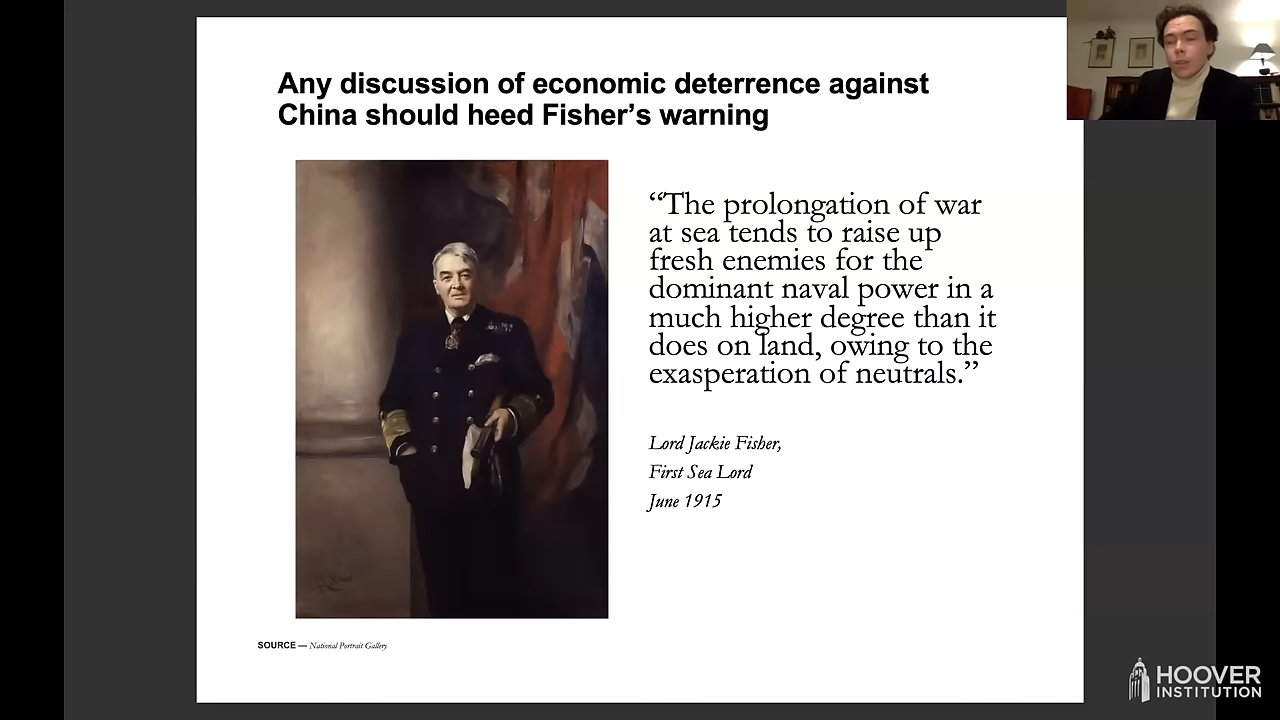 Any discussion of economic deterrence against
China should heed Fisher’s warning
“The prolongation of war
at sea tends to raise up
fresh enemies for the
dominant naval power in a
much higher degree than it
does on land, owing to the
exasperation of neutrals.”
Lord Jackie Fisher,
First Sea Lord
June 1915
SOURCE — National Portrait Gallery
HOOVER
INSTITUTION